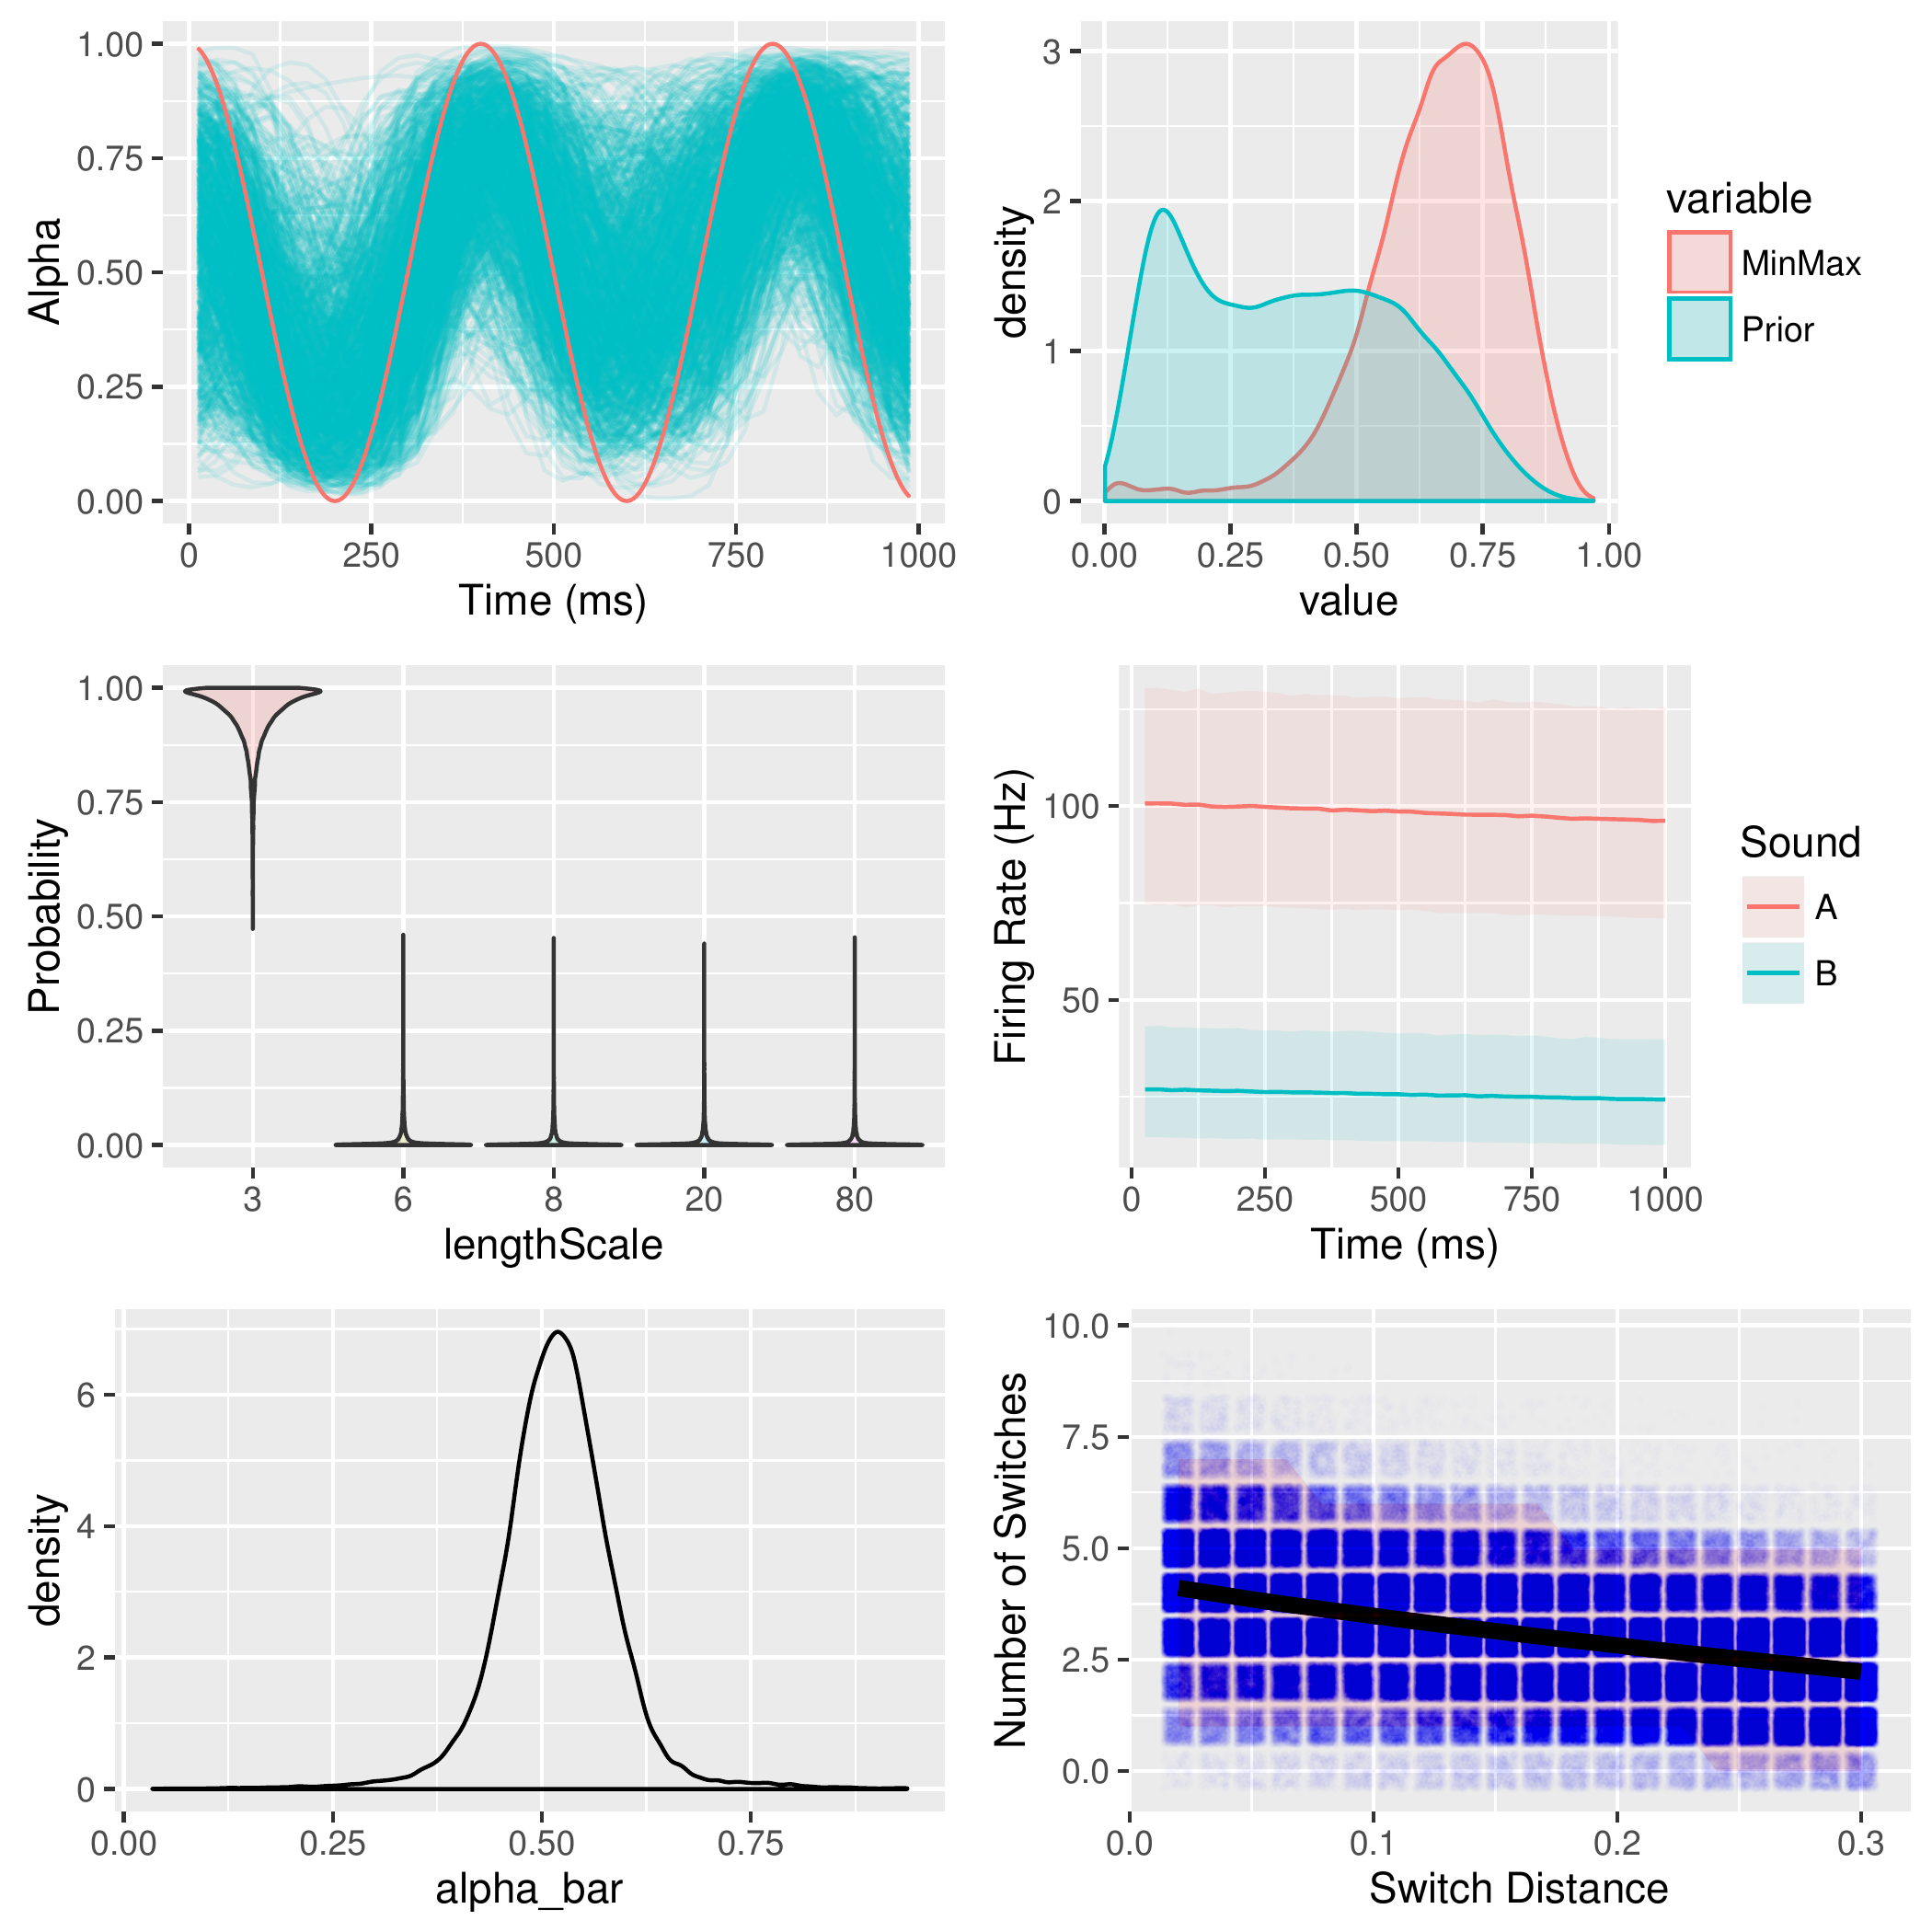 Alpha
1.00
0.75
0.50
0.25
0.00
0 250 500 750 1000
Time (ms)
density
3
2
1
0
0.00 0.25 0.50 0.75 1.00
value
variable
MinMax
Prior
Probability
1.00
0.75
0.50
0.25
0.00
3 6 8 20 80
lengthScale
Firing Rate (Hz)
100
50
0 250 500 750 1000
Time (ms)
Sound
A
B
density
6
4
2
0
0.00 0.25 0.50 0.75
alpha_bar
Number of Switches
10.0
7.5
5.0
2.5
0.0
0.0 0.1 0.2 0.3
Switch Distance